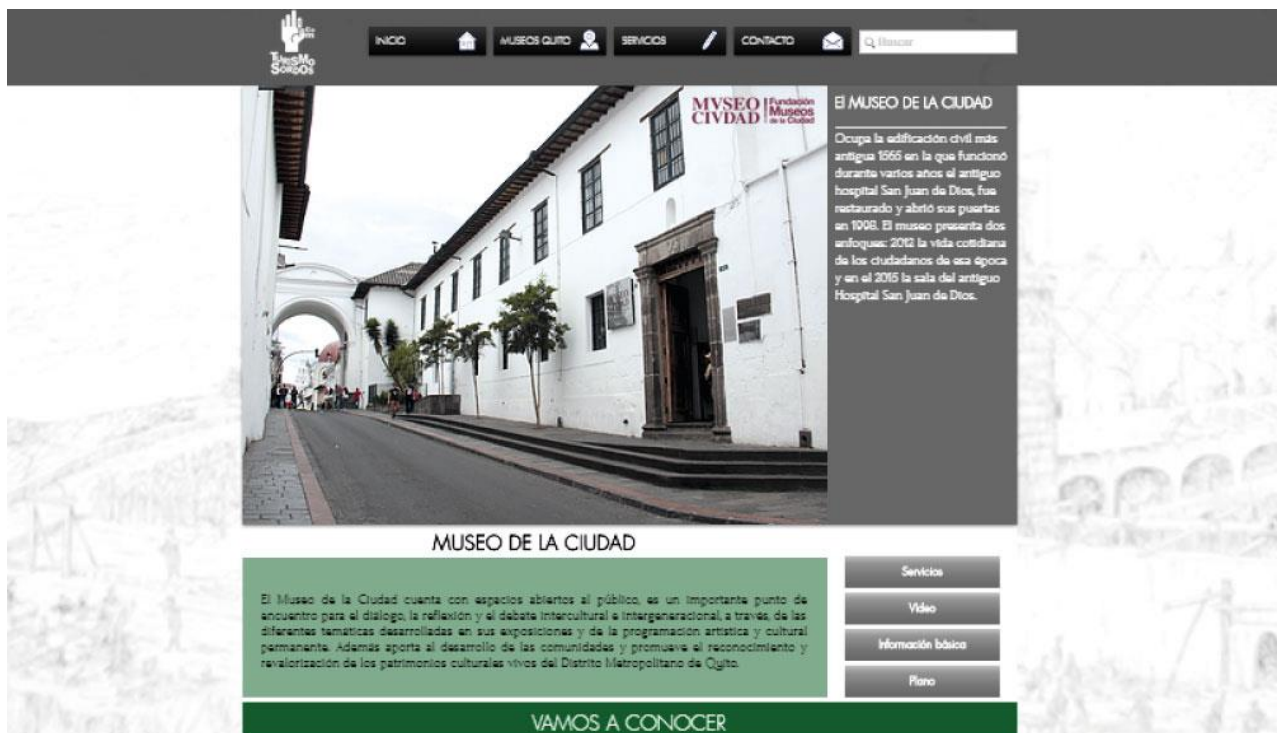 TURISMO
SORDOS
INICIO
MUSEOS QUITO
SERVICIOS
CONTACTO
Buscar
MVSEO
CIVDAD
Fundación
Museos
de la Ciudad
El MUSEO DE LA CIUDAD
Ocupa la edificación civil más
antigua 1565 en la que funcionó
durante varios años el antiguo
hospital San Juan de Dios, fue
restaurado y abrió sus puertas
en 1998. El museo presenta dos
enfoques: 2012 la vida cotidiana
de los ciudadanos de esa época
y en el 2015 la sala del antiguo
Hospital San Juan de Dios.
MUSEO DE LA CIUDAD
El Museo de la Ciudad cuenta con espacios abiertos al público, es un importante punto de
encuentro para el diálogo, la reflexión y el debate intercultural e intergeneracional, a través, de las
diferentes temáticas desarrolladas en sus exposiciones y de la programación artística y cultural
permanente. Además aporta al desarrollo de las comunidades y promueve el reconocimiento y
revalorización de los patrimonios culturales vivos del Distrito Metropolitano de Quito.
Servicios
Video
Información básica
Plano
VAMOS A CONOCER